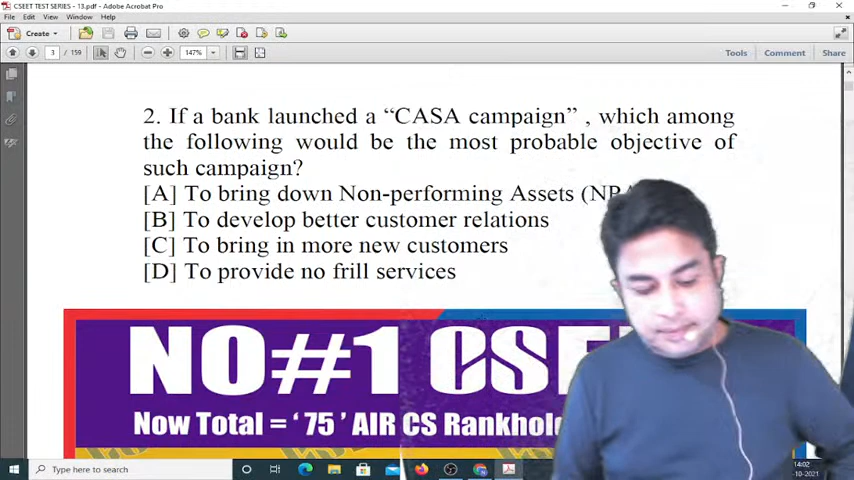 CSEET TEST SERIES - 13.pdf - Adobe Acrobat Pro
File Edit View Window Help
Create
3 / 159
147%
Tools Comment Share
2. If a bank launched a “CASA campaign” , which among
the following would be the most probable objective of
such campaign?
[A] To bring down Non-performing Assets
[B] To develop better customer relations
[C] To bring in more new customers
[D] To provide no frill services
NO#1
Now Total = ‘ 75 ’ AIR CS
Type here to search
14:02
-10-2021